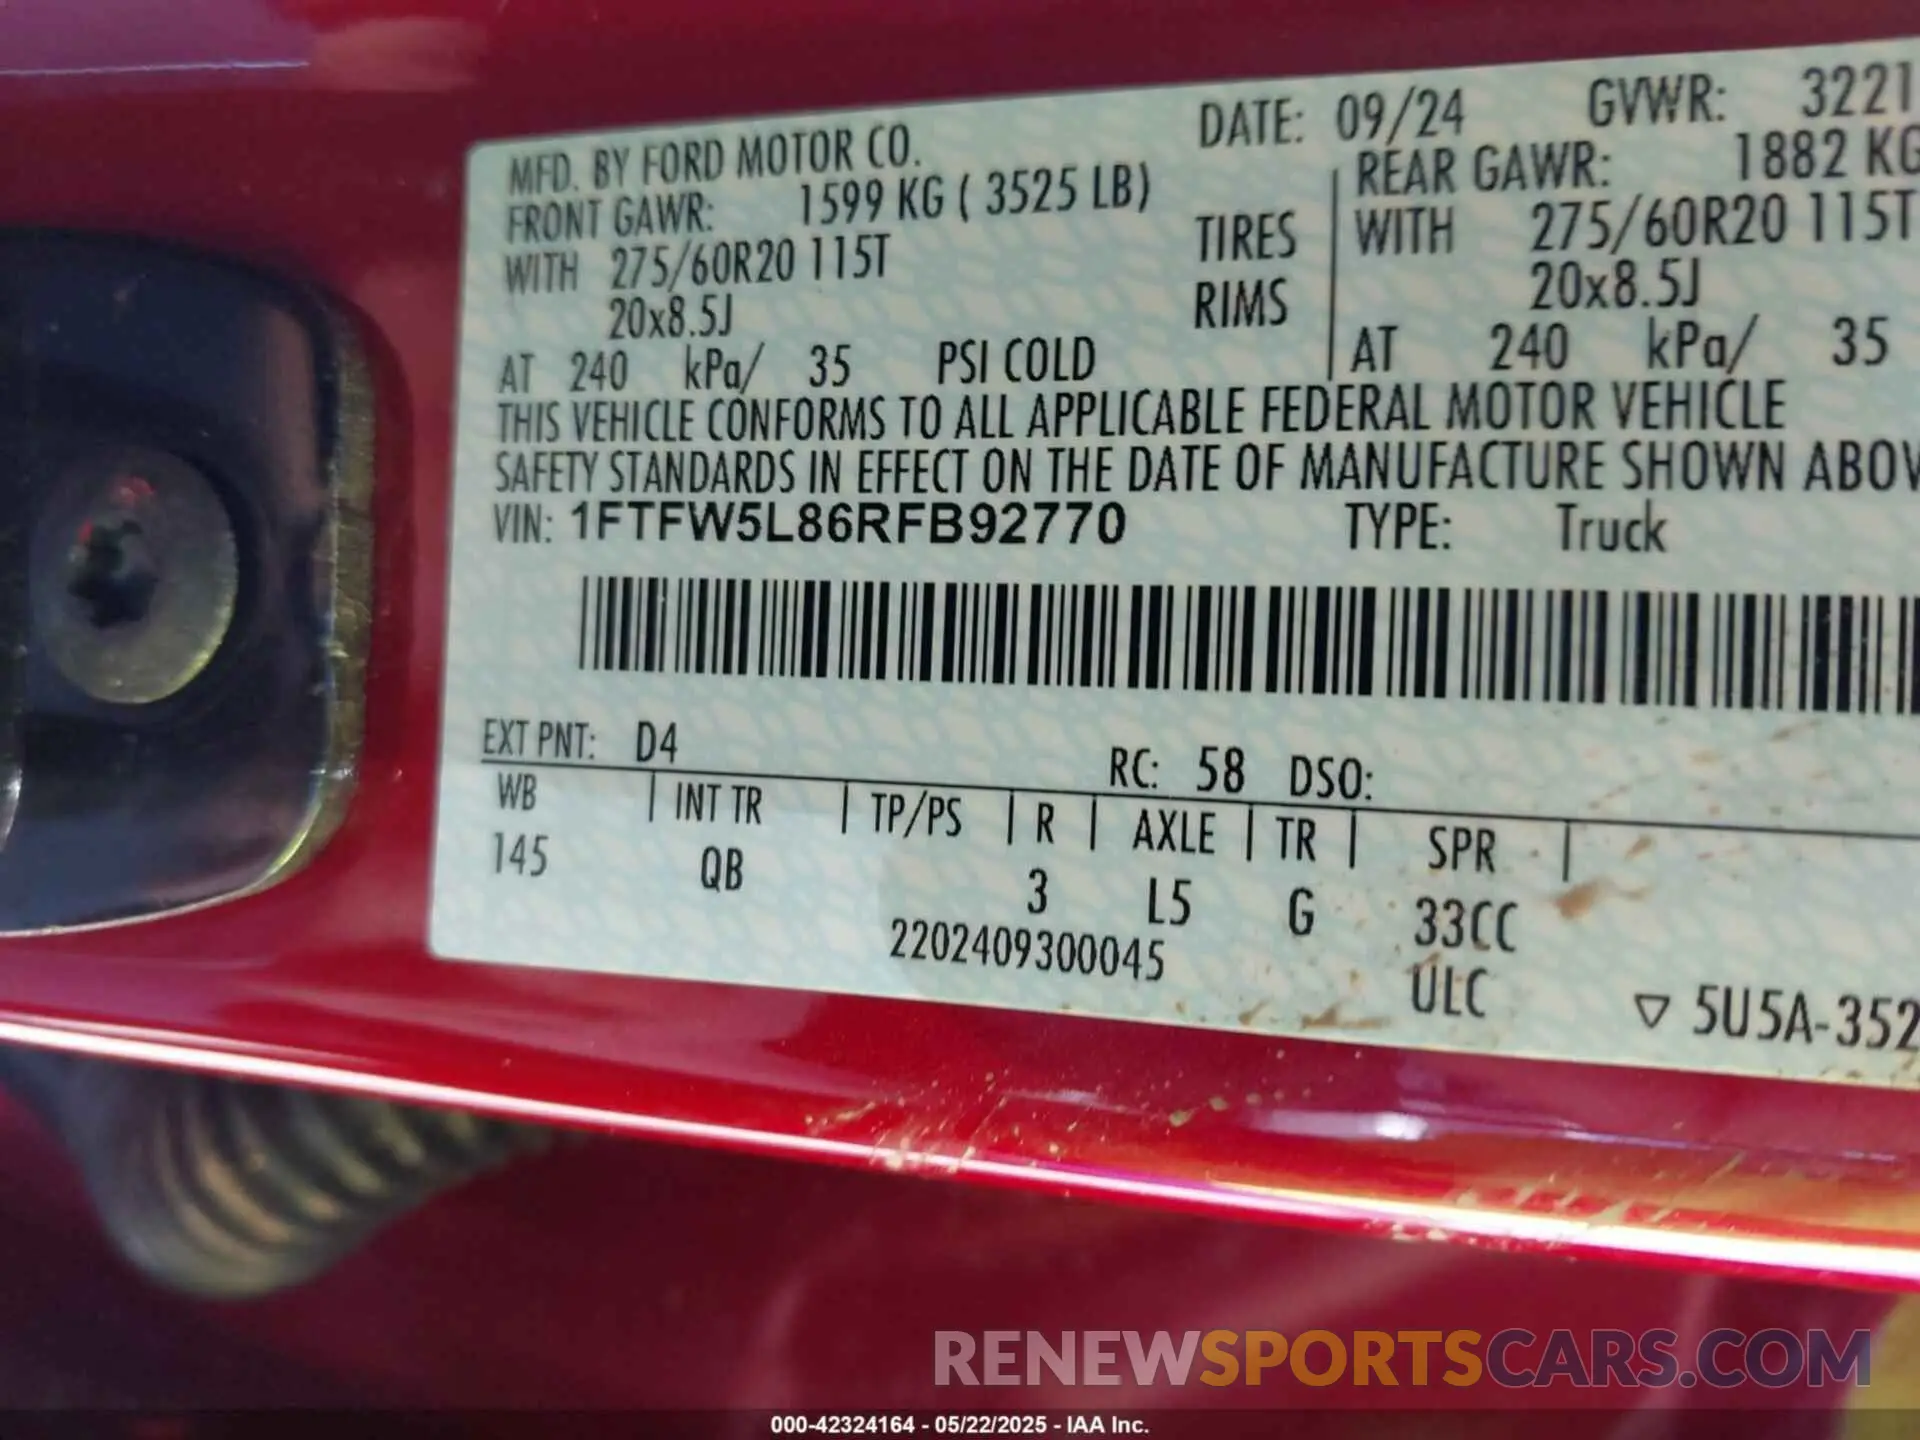 MFD. BY FORD MOTOR CO. DATE: 09/24 GVWR: 3221
FRONT GAWR: 1599 KG ( 3525 LB) REAR GAWR: 1882 KG
WITH 275/60R20 115T TIRES WITH 275/60R20 115T
20x8.5J RIMS 20x8.5J
AT 240 kPa/ 35 PSI COLD AT 240 kPa/ 35
THIS VEHICLE CONFORMS TO ALL APPLICABLE FEDERAL MOTOR VEHICLE
SAFETY STANDARDS IN EFFECT ON THE DATE OF MANUFACTURE SHOWN ABOV
VIN: 1FTFW5L86RFB92770 TYPE: Truck
EXT PNT: D4 RC: 58 DSO:
WB | INT TR | TP/PS | R | AXLE | TR | SPR |
145 QB 3 L5 G 33CC
2202409300045 ULC ▽ 5U5A-352
RENEWSPORTSCARS.COM
000-42324164 - 05/22/2025 - IAA Inc.